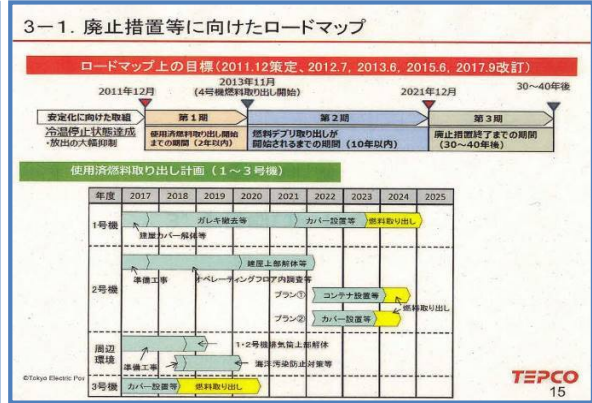 3－1. 廃止措置等に向けたロードマップ
ロードマップ上の目標(2011.12策定、2012.7, 2013.6, 2015.6, 2017.9改訂)
2011年12月
2013年11月
(4号機燃料取り出し開始)
2021年12月
30～40年後
安定化に向けた取組
冷温停止状態達成
・放出の大幅抑制
第１期
使用済燃料取り出し開始
までの期間（2年以内）
第２期
燃料デブリ取り出しが
開始されるまでの期間（10年以内）
第３期
廃止措置終了までの期間
(30～40年後)
使用済燃料取り出し計画（１～３号機）
年度 2017 2018 2019 2020 2021 2022 2023 2024 2025
1号機
ガレキ撤去等
カバー設置等
燃料取り出し
建屋カバー解体等
2号機
建屋上部解体等
準備工事
オペレーティングフロア内調査等
プラン①
コンテナ設置等
プラン②
カバー設置等
燃料取り出し
周辺
環境
1・2号機排気筒上部解体
準備工事
海洋汚染防止対策等
3号機
カバー設置等
燃料取り出し
©Tokyo Electric Pow
TEPCO
15